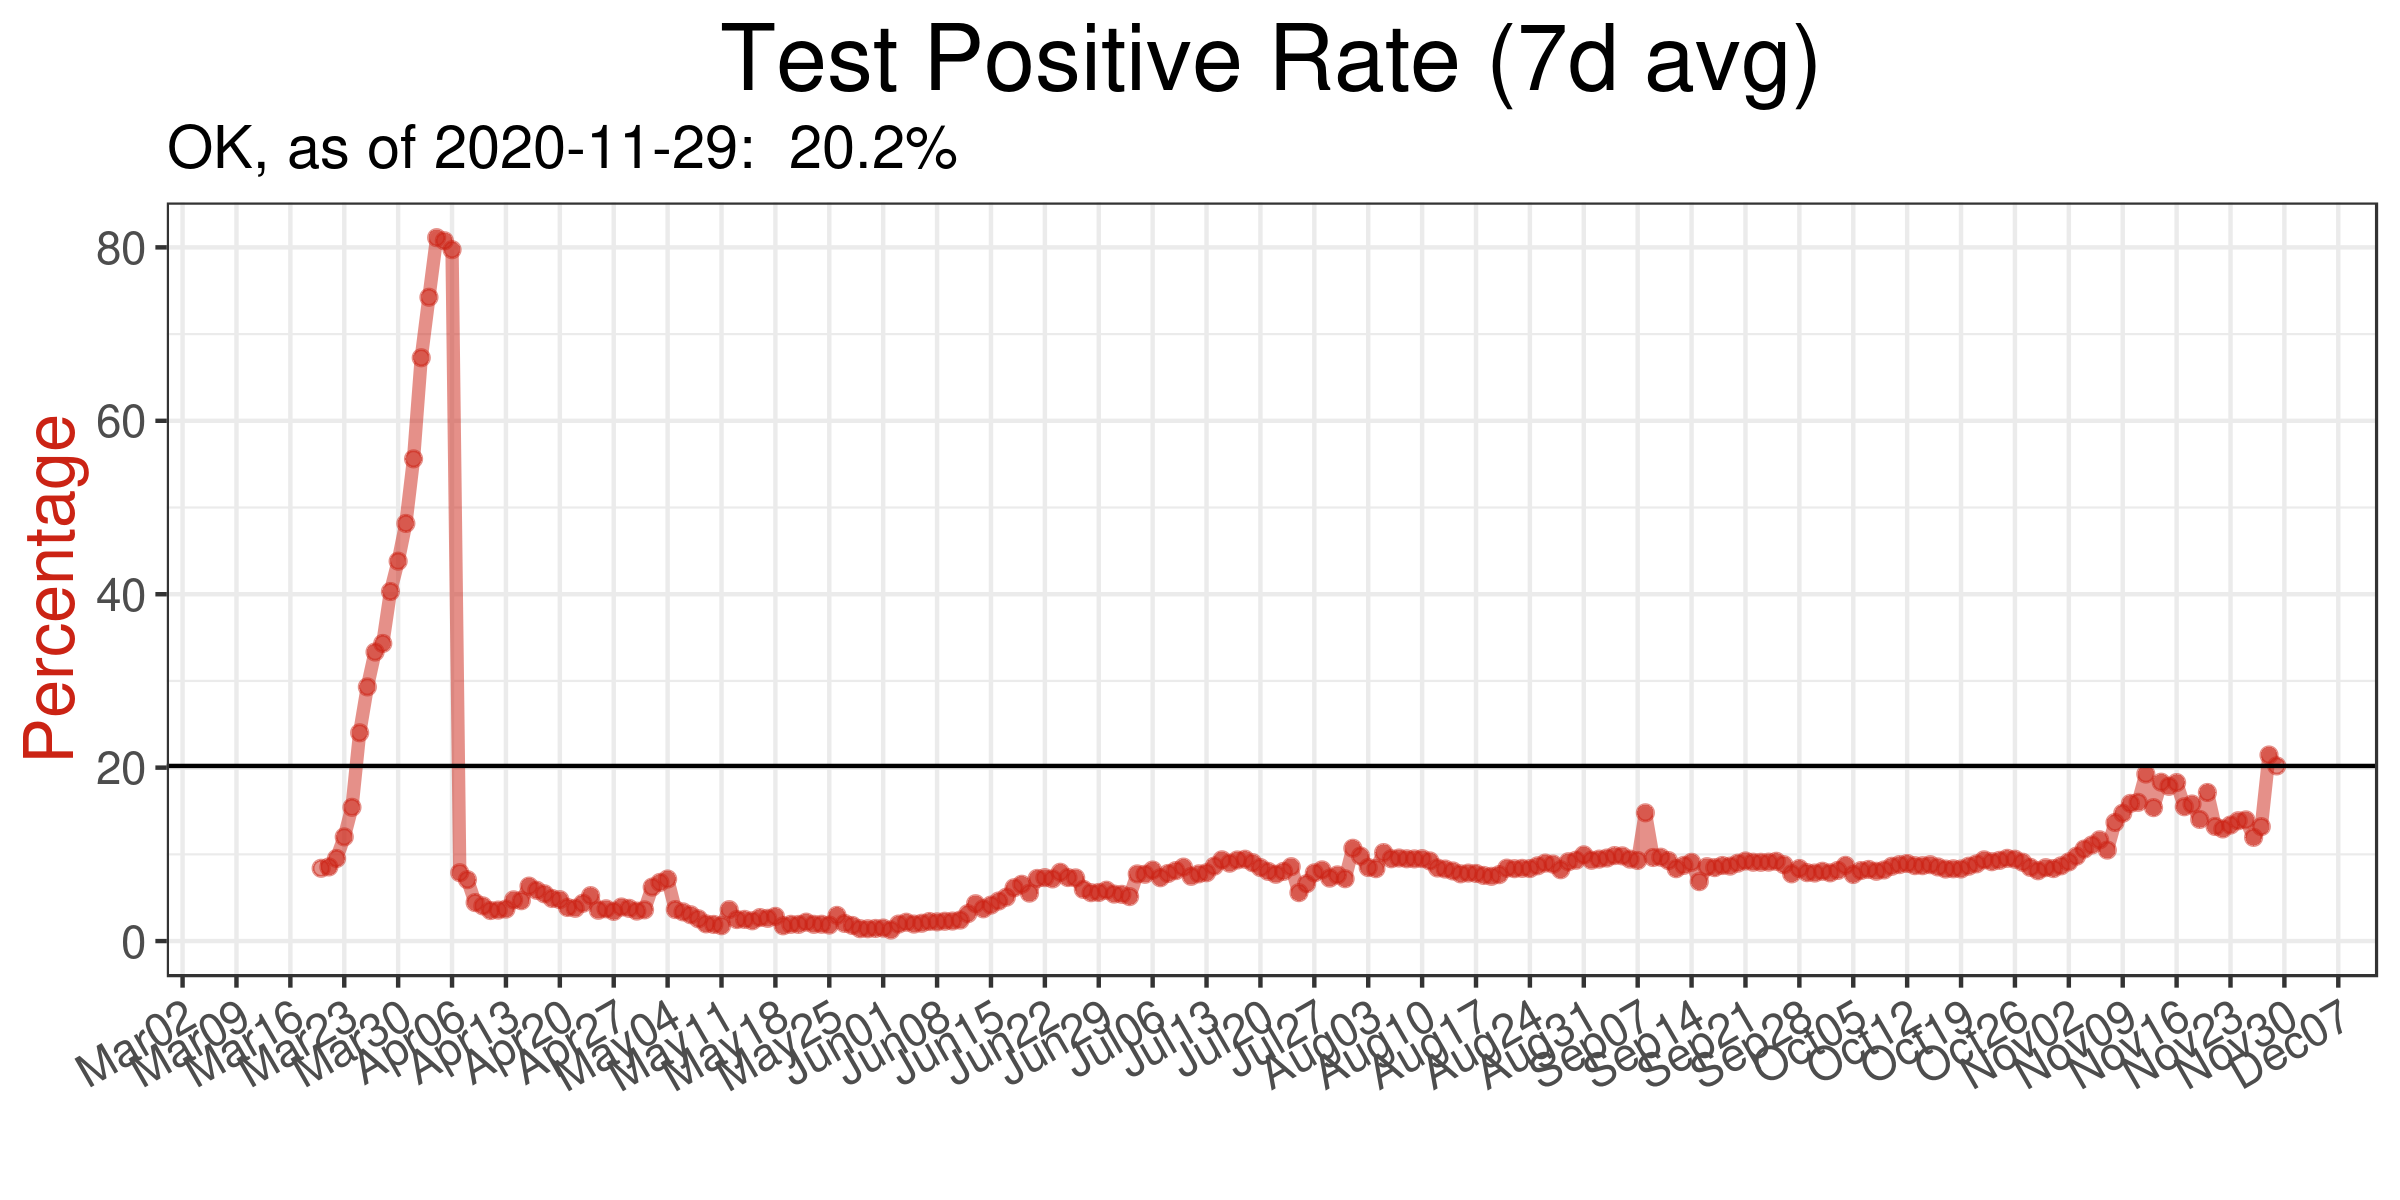 Test Positive Rate (7d avg)
OK, as of 2020-11-29:  20.2%
Percentage
80
60
40
20
0
Mar02
Mar09
Mar16
Mar23
Mar30
Apr06
Apr13
Apr20
Apr27
May04
May11
May18
May25
Jun01
Jun08
Jun15
Jun22
Jun29
Jul06
Jul13
Jul20
Jul27
Aug03
Aug10
Aug17
Aug24
Aug31
Sep07
Sep14
Sep21
Sep28
Oct05
Oct12
Oct19
Oct26
Nov02
Nov09
Nov16
Nov23
Nov30
Dec07